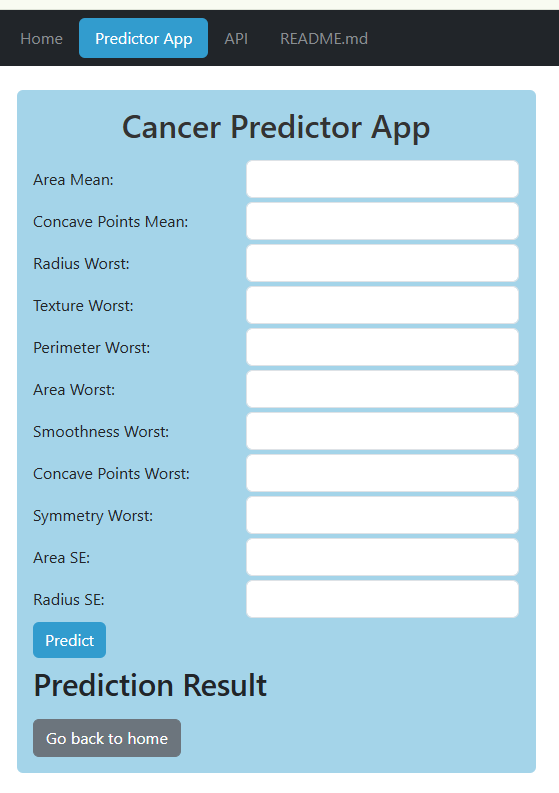 Home Predictor App API README.md
Cancer Predictor App
Area Mean:
Concave Points Mean:
Radius Worst:
Texture Worst:
Perimeter Worst:
Area Worst:
Smoothness Worst:
Concave Points Worst:
Symmetry Worst:
Area SE:
Radius SE:
Predict
Prediction Result
Go back to home